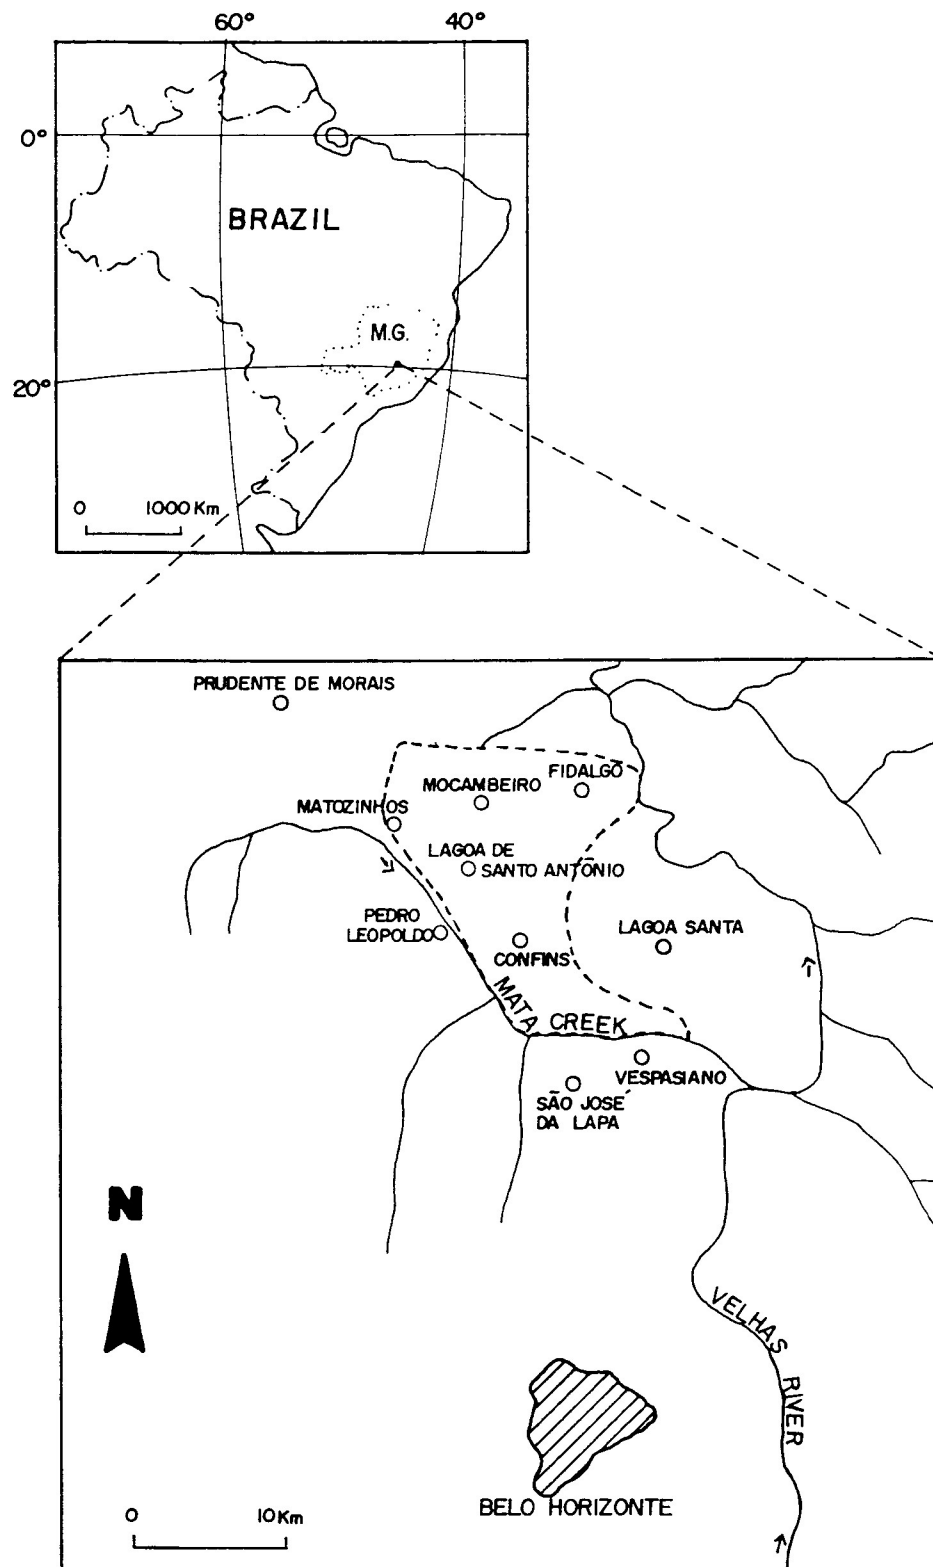 60° 40°
0°
BRAZIL
M.G.
20°
0 1000 Km
PRUDENTE DE MORAIS
FIDALGO
MOCAMBEIRO
MATOZINHOS
LAGOA DE
SANTO ANTÔNIO
PEDRO
LEOPOLDO
LAGOA SANTA
CONFINS
MATA CREEK
VESPASIANO
SÃO JOSÉ
DA LAPA
N
VELHAS RIVER
BELO HORIZONTE
0 10 Km